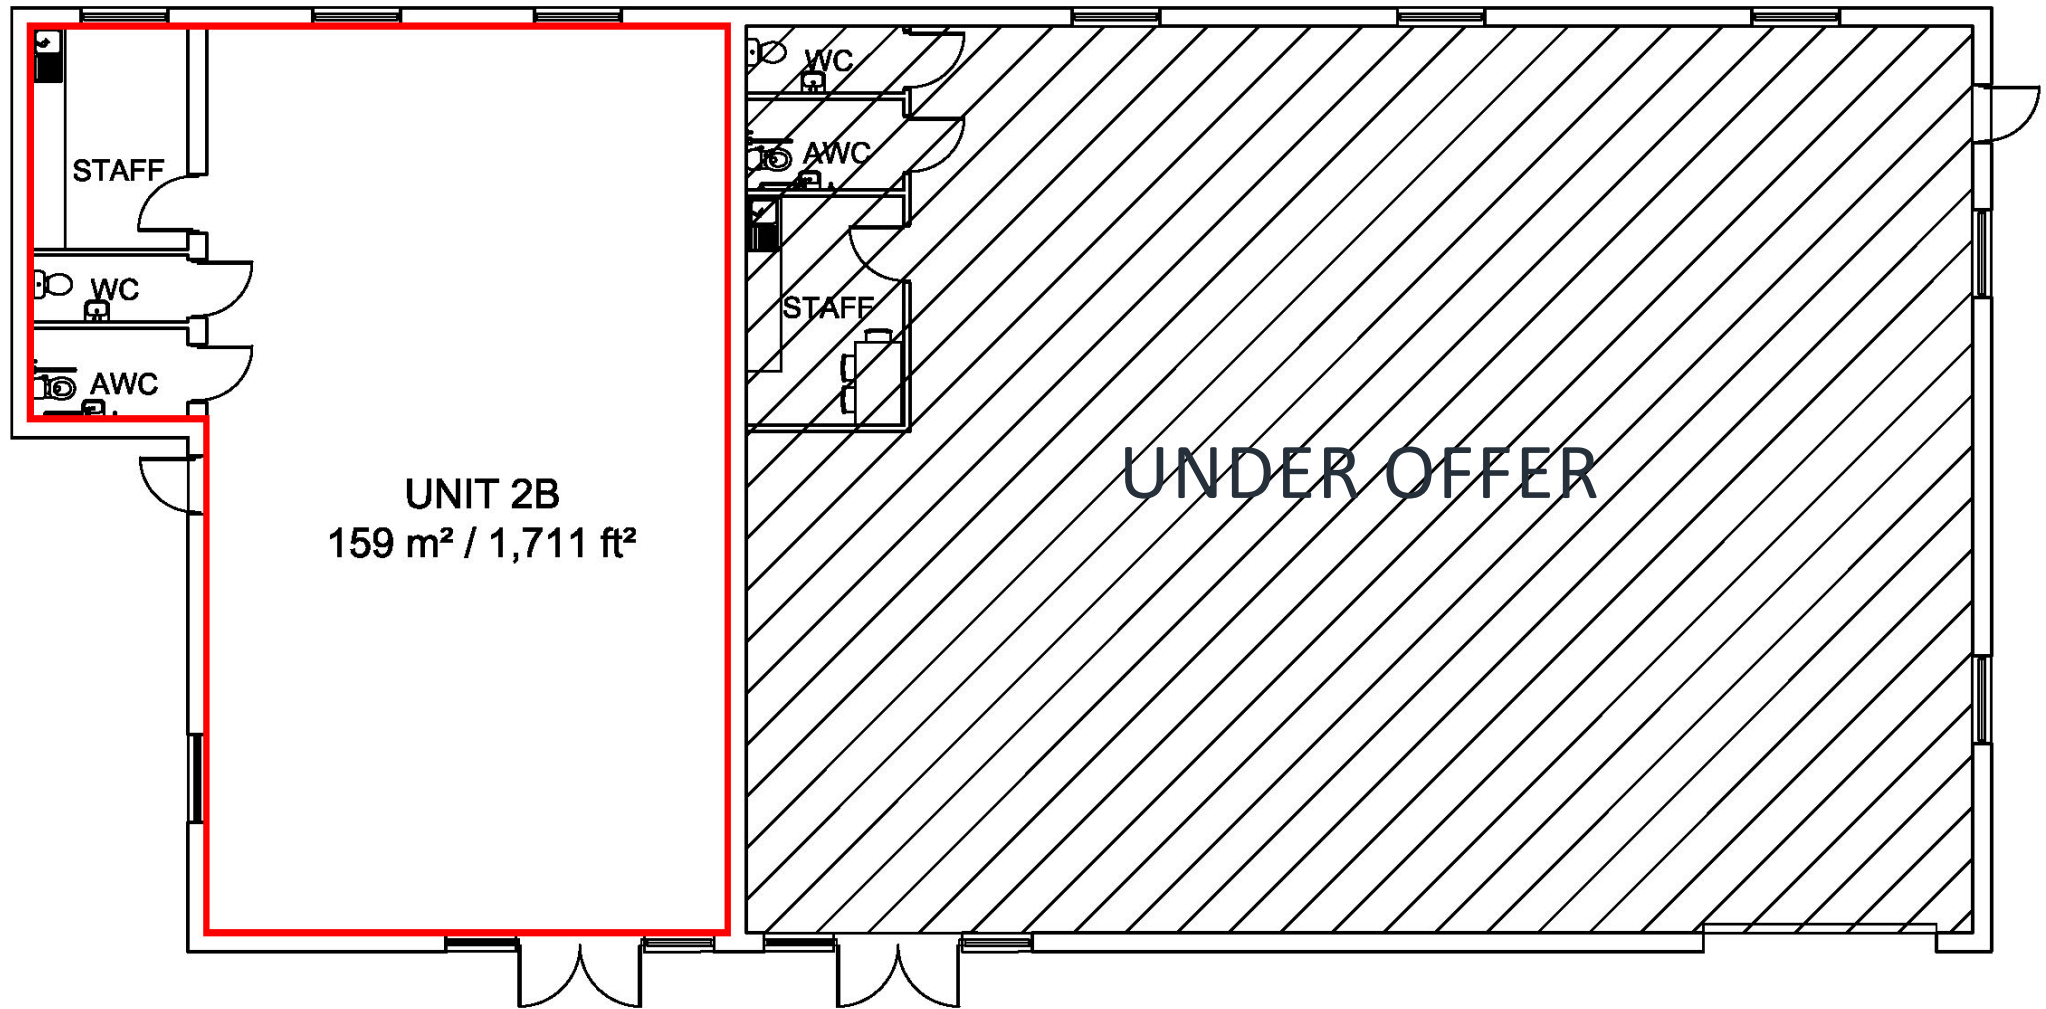 STAFF
WC
AWC
UNIT 2B
159 m² / 1,711 ft²
WC
AWC
STAFF
UNDER OFFER